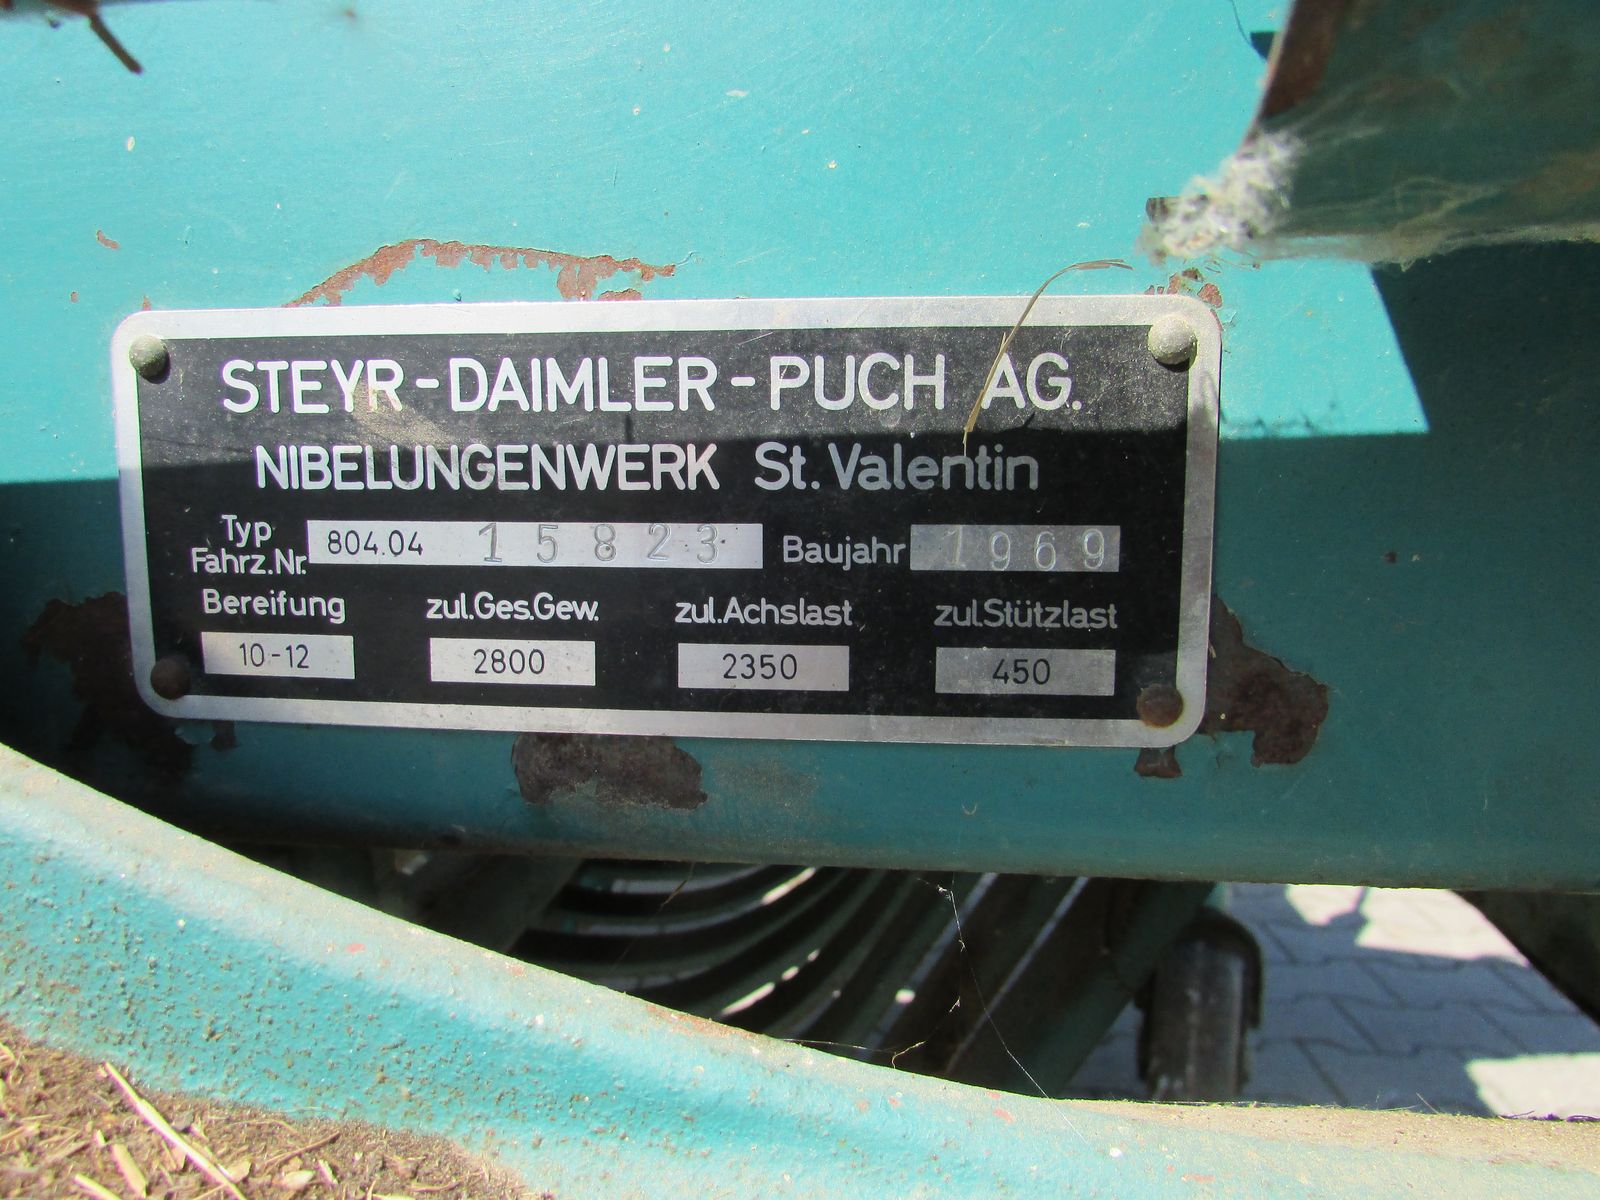 STEYR-DAIMLER-PUCH AG.
NIBELUNGENWERK St. Valentin
Typ
Fahrz.Nr. 804.04 15823 Baujahr 1969
Bereifung zul.Ges.Gew. zul.Achslast zul.Stützlast
10-12 2800 2350 450